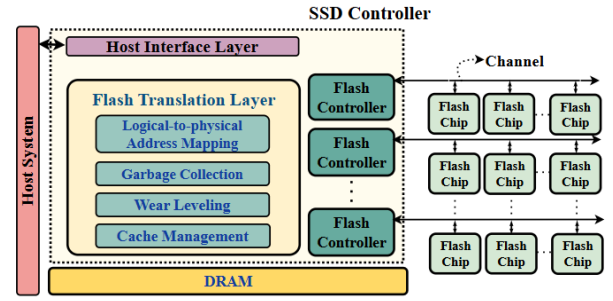 SSD Controller
Host System
Host Interface Layer
Flash Translation Layer
Logical-to-physical
Address Mapping
Garbage Collection
Wear Leveling
Cache Management
Flash
Controller
Flash
Controller
Flash
Controller
DRAM
Channel
Flash
Chip
Flash
Chip
Flash
Chip
Flash
Chip
Flash
Chip
Flash
Chip
Flash
Chip
Flash
Chip
Flash
Chip